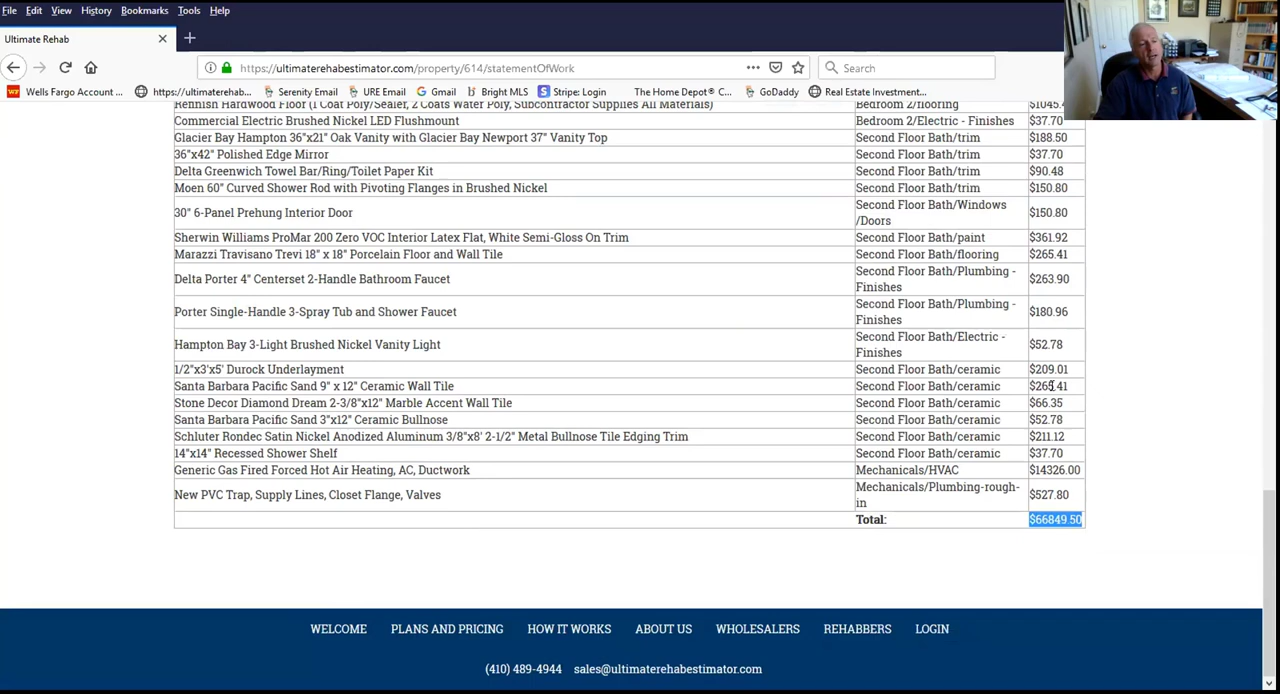 File Edit View History Bookmarks Tools Help
Ultimate Rehab
https://ultimaterehabestimator.com/property/614/statementOfWork
Search
Wells Fargo Account ... https://ultimaterehab... Serenity Email URE Email Gmail Bright MLS Stripe: Login The Home Depot® C... GoDaddy Real Estate Investmen...
Refinish Hardwood Floor (1 Coat Poly/Sealer, 2 Coats Water Poly, Subcontractor Supplies All Materials) Bedroom 2/flooring
Commercial Electric Brushed Nickel LED Flushmount Bedroom 2/Electric - Finishes $37.70
Glacier Bay Hampton 36"x21" Oak Vanity with Glacier Bay Newport 37" Vanity Top Second Floor Bath/trim $188.50
36"x42" Polished Edge Mirror Second Floor Bath/trim $37.70
Delta Greenwich Towel Bar/Ring/Toilet Paper Kit Second Floor Bath/trim $90.48
Moen 60" Curved Shower Rod with Pivoting Flanges in Brushed Nickel Second Floor Bath/trim $150.80
30" 6-Panel Prehung Interior Door Second Floor Bath/Windows /Doors $150.80
Sherwin Williams ProMar 200 Zero VOC Interior Latex Flat, White Semi-Gloss On Trim Second Floor Bath/paint $361.92
Marazzi Travisano Trevi 18" x 18" Porcelain Floor and Wall Tile Second Floor Bath/flooring $265.41
Delta Porter 4" Centerset 2-Handle Bathroom Faucet Second Floor Bath/Plumbing - Finishes $263.90
Porter Single-Handle 3-Spray Tub and Shower Faucet Second Floor Bath/Plumbing - Finishes $180.96
Hampton Bay 3-Light Brushed Nickel Vanity Light Second Floor Bath/Electric - Finishes $52.78
1/2"x3'x5' Durock Underlayment Second Floor Bath/ceramic $209.01
Santa Barbara Pacific Sand 9" x 12" Ceramic Wall Tile Second Floor Bath/ceramic $265.41
Stone Decor Diamond Dream 2-3/8"x12" Marble Accent Wall Tile Second Floor Bath/ceramic $66.35
Santa Barbara Pacific Sand 3"x12" Ceramic Bullnose Second Floor Bath/ceramic $52.78
Schluter Rondec Satin Nickel Anodized Aluminum 3/8"x8' 2-1/2" Metal Bullnose Tile Edging Trim Second Floor Bath/ceramic $211.12
14"x14" Recessed Shower Shelf Second Floor Bath/ceramic $37.70
Generic Gas Fired Forced Hot Air Heating, AC, Ductwork Mechanicals/HVAC $14326.00
New PVC Trap, Supply Lines, Closet Flange, Valves Mechanicals/Plumbing-rough-in $527.80
Total: $66849.50
WELCOME PLANS AND PRICING HOW IT WORKS ABOUT US WHOLESALERS REHABBERS LOGIN
(410) 489-4944 sales@ultimaterehabestimator.com